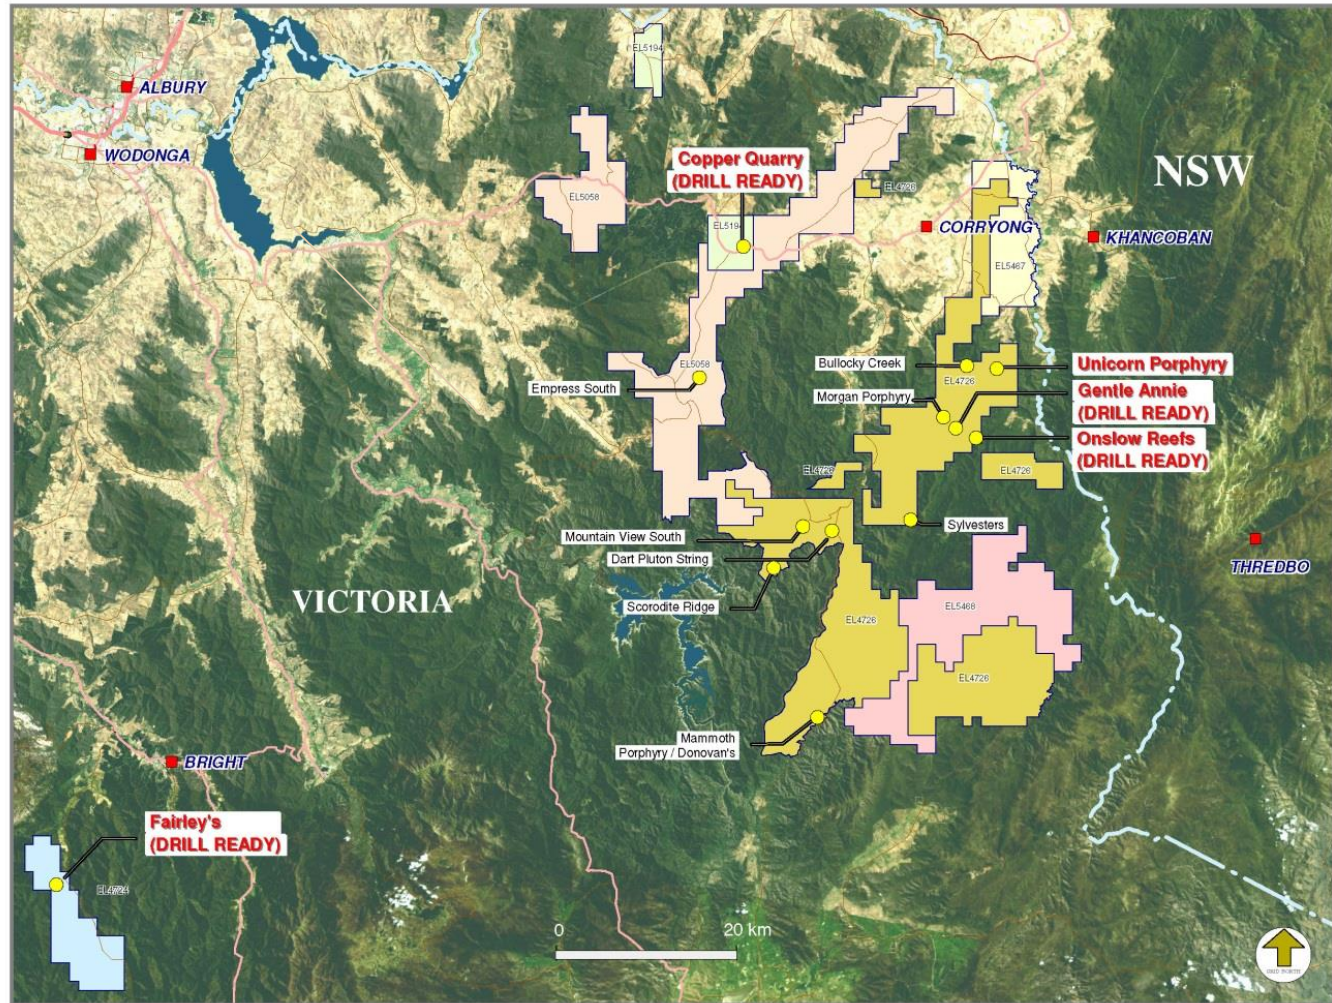 EL5194
ALBURY
WODONGA
Copper Quarry
(DRILL READY)
NSW
EL5058
EL4726
EL5194
CORRYONG
KHANCOBAN
EL5467
Bullocky Creek
Unicorn Porphyry
EL5058
EL4726
Empress South
Morgan Porphyry
Gentle Annie
(DRILL READY)
Onslow Reefs
(DRILL READY)
EL4726
EL4726
Mountain View South
Sylvesters
Dart Pluton String
THREDBO
VICTORIA
Scorodite Ridge
EL5468
EL4726
EL4726
Mammoth
Porphyry / Donovan's
BRIGHT
Fairley's
(DRILL READY)
EL4724
0
20 km
GRID NORTH